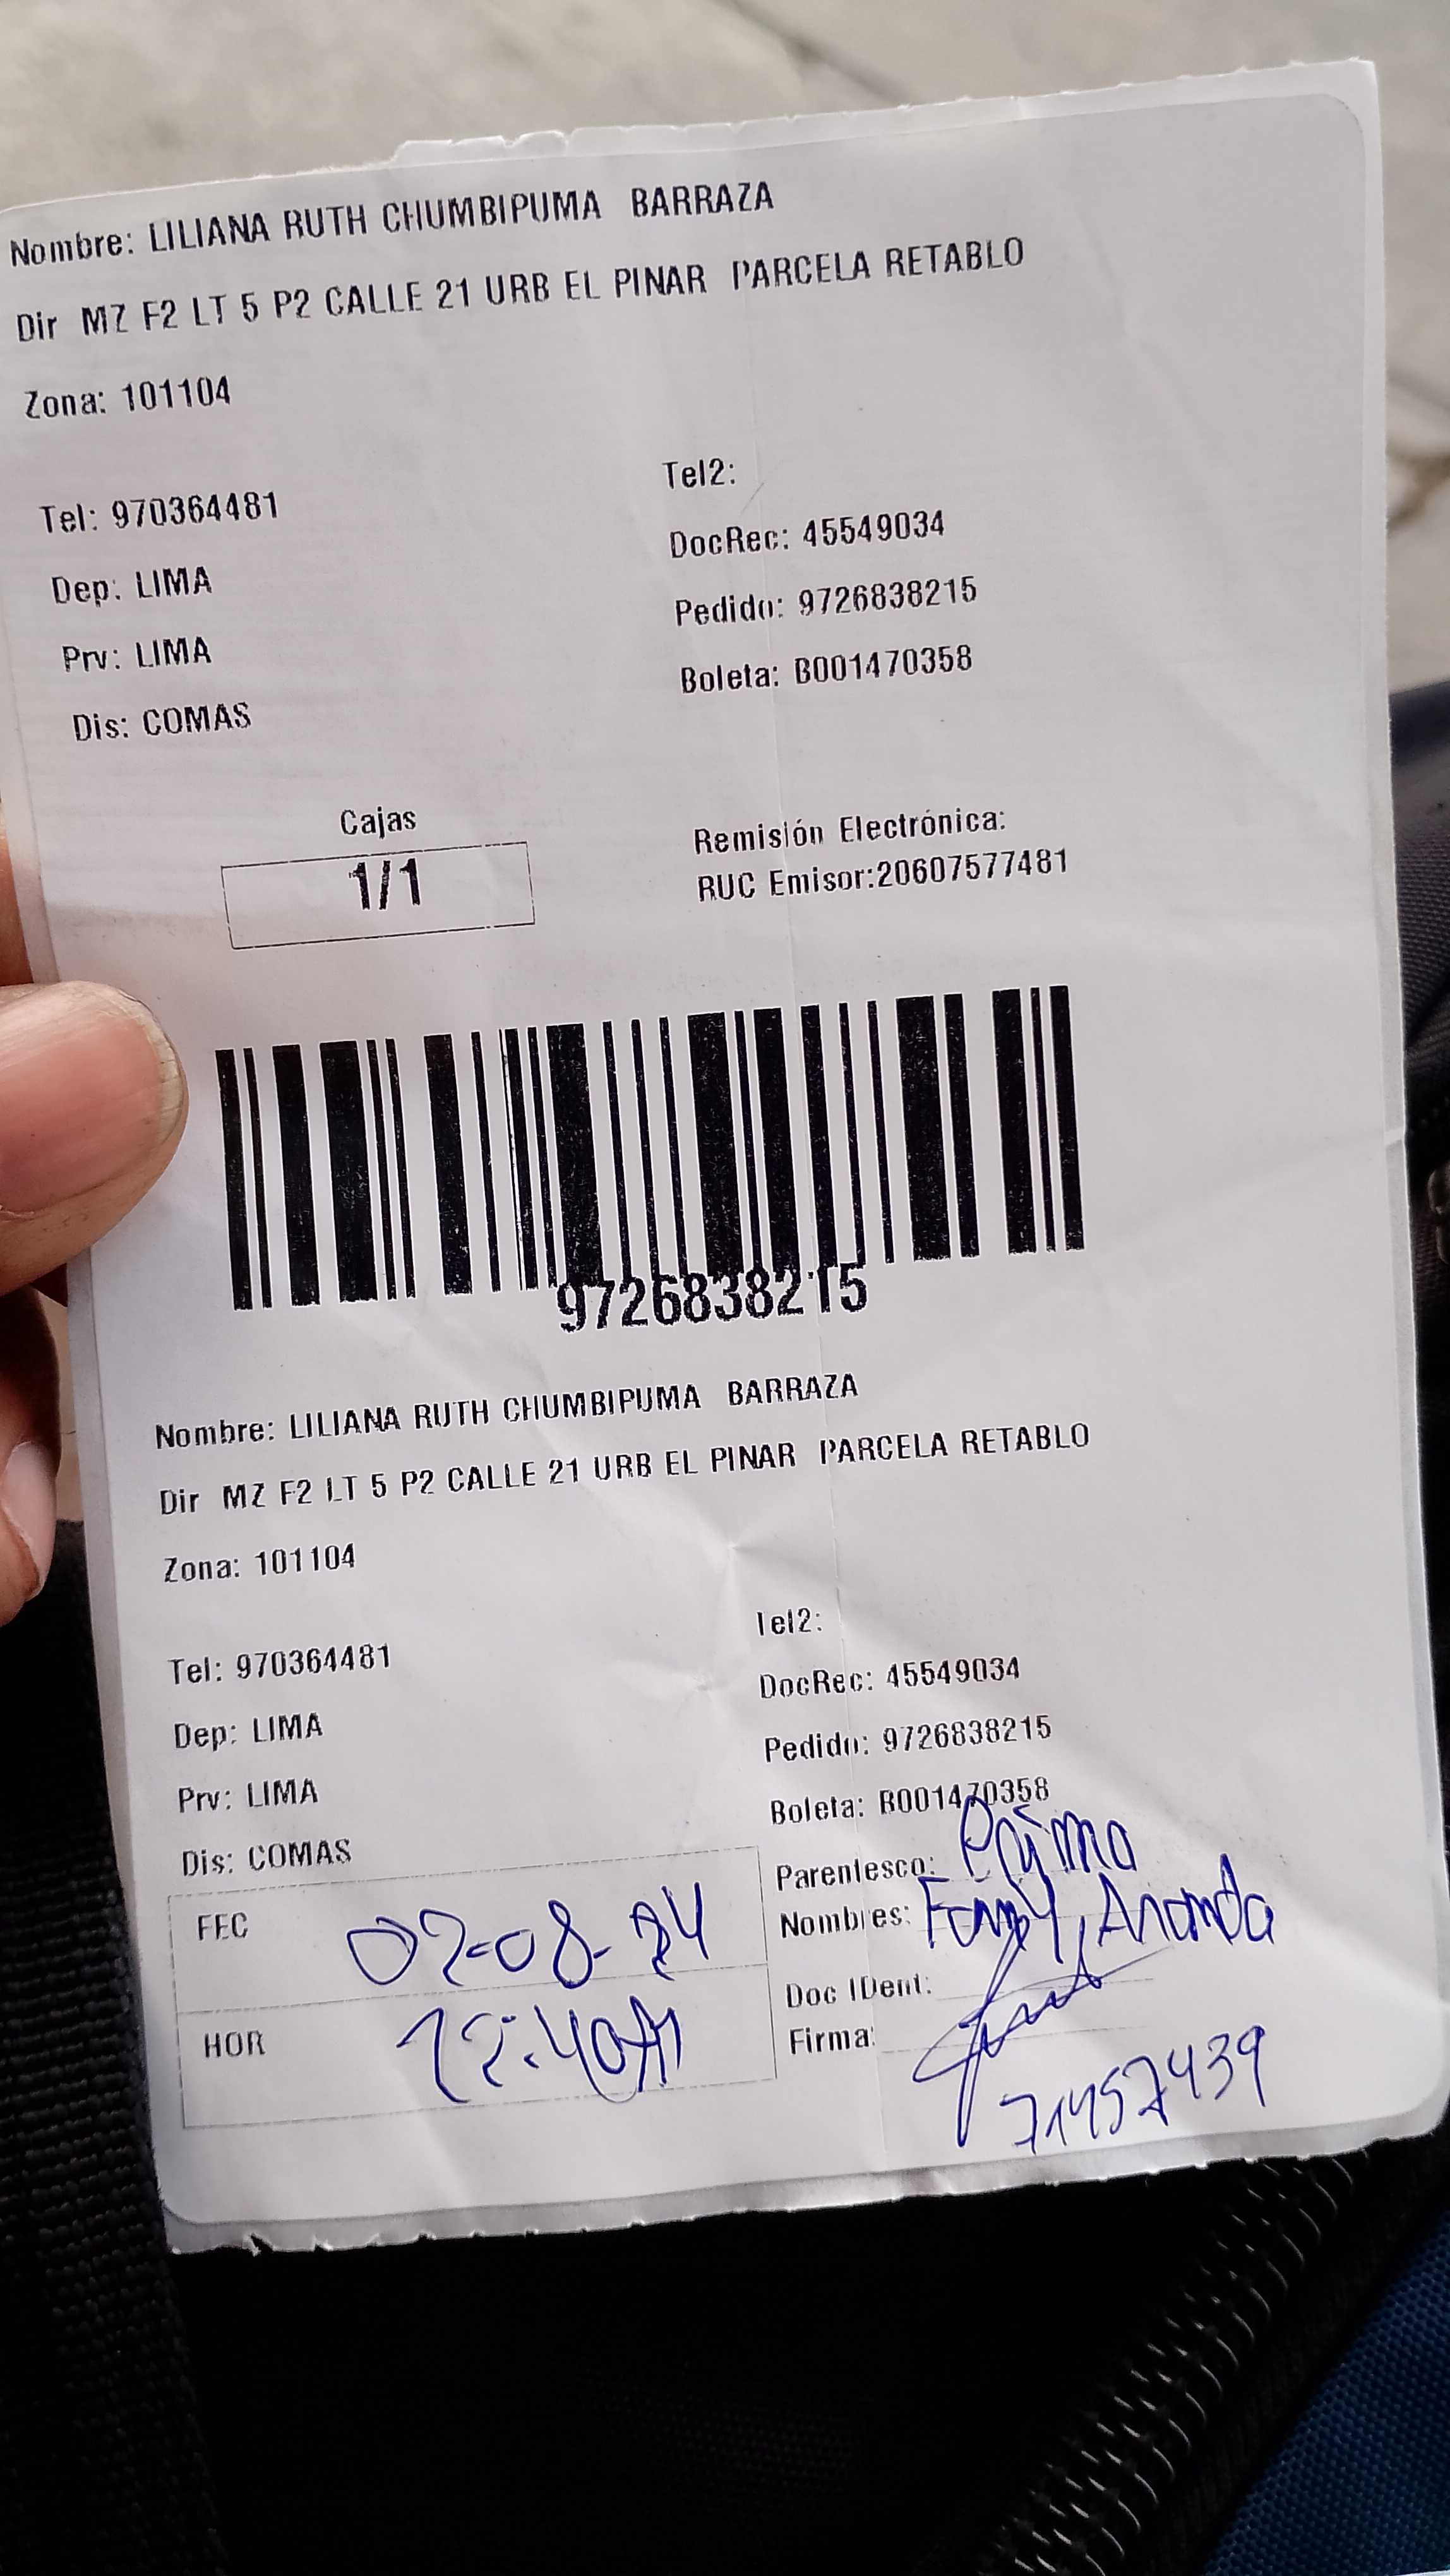 Nombre: LILIANA RUTH CHUMBIPUMA BARRAZA
Dir MZ F2 LT 5 P2 CALLE 21 URB EL PINAR PARCELA RETABLO
Zona: 101104
Tel: 970364481
Tel2:
DocRec: 45549034
Dep: LIMA
Pedido: 9726838215
Prv: LIMA
Boleta: B001470358
Dis: COMAS
Cajas
1/1
Remisión Electrónica:
RUC Emisor:20607577481
9726838215
Nombre: LILIANA RUTH CHUMBIPUMA BARRAZA
Dir MZ F2 LT 5 P2 CALLE 21 URB EL PINAR PARCELA RETABLO
Zona: 101104
Tel: 970364481
Tel2:
DocRec: 45549034
Dep: LIMA
Pedido: 9726838215
Prv: LIMA
Boleta: B001470358
Dis: COMAS
Parentesco: Prima
FEC 02-08-24
Nombres:
Doc IDent:
HOR 12:40
Firma:
71457439